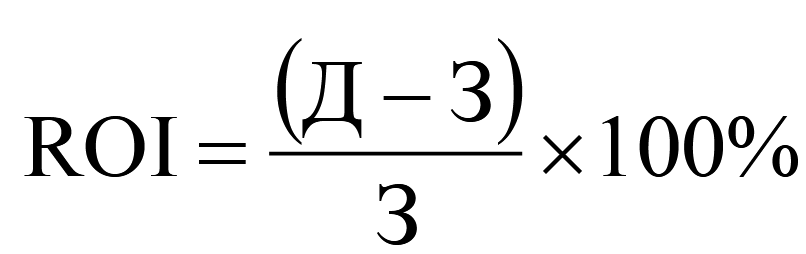 ROI = (Д – З) / З × 100%